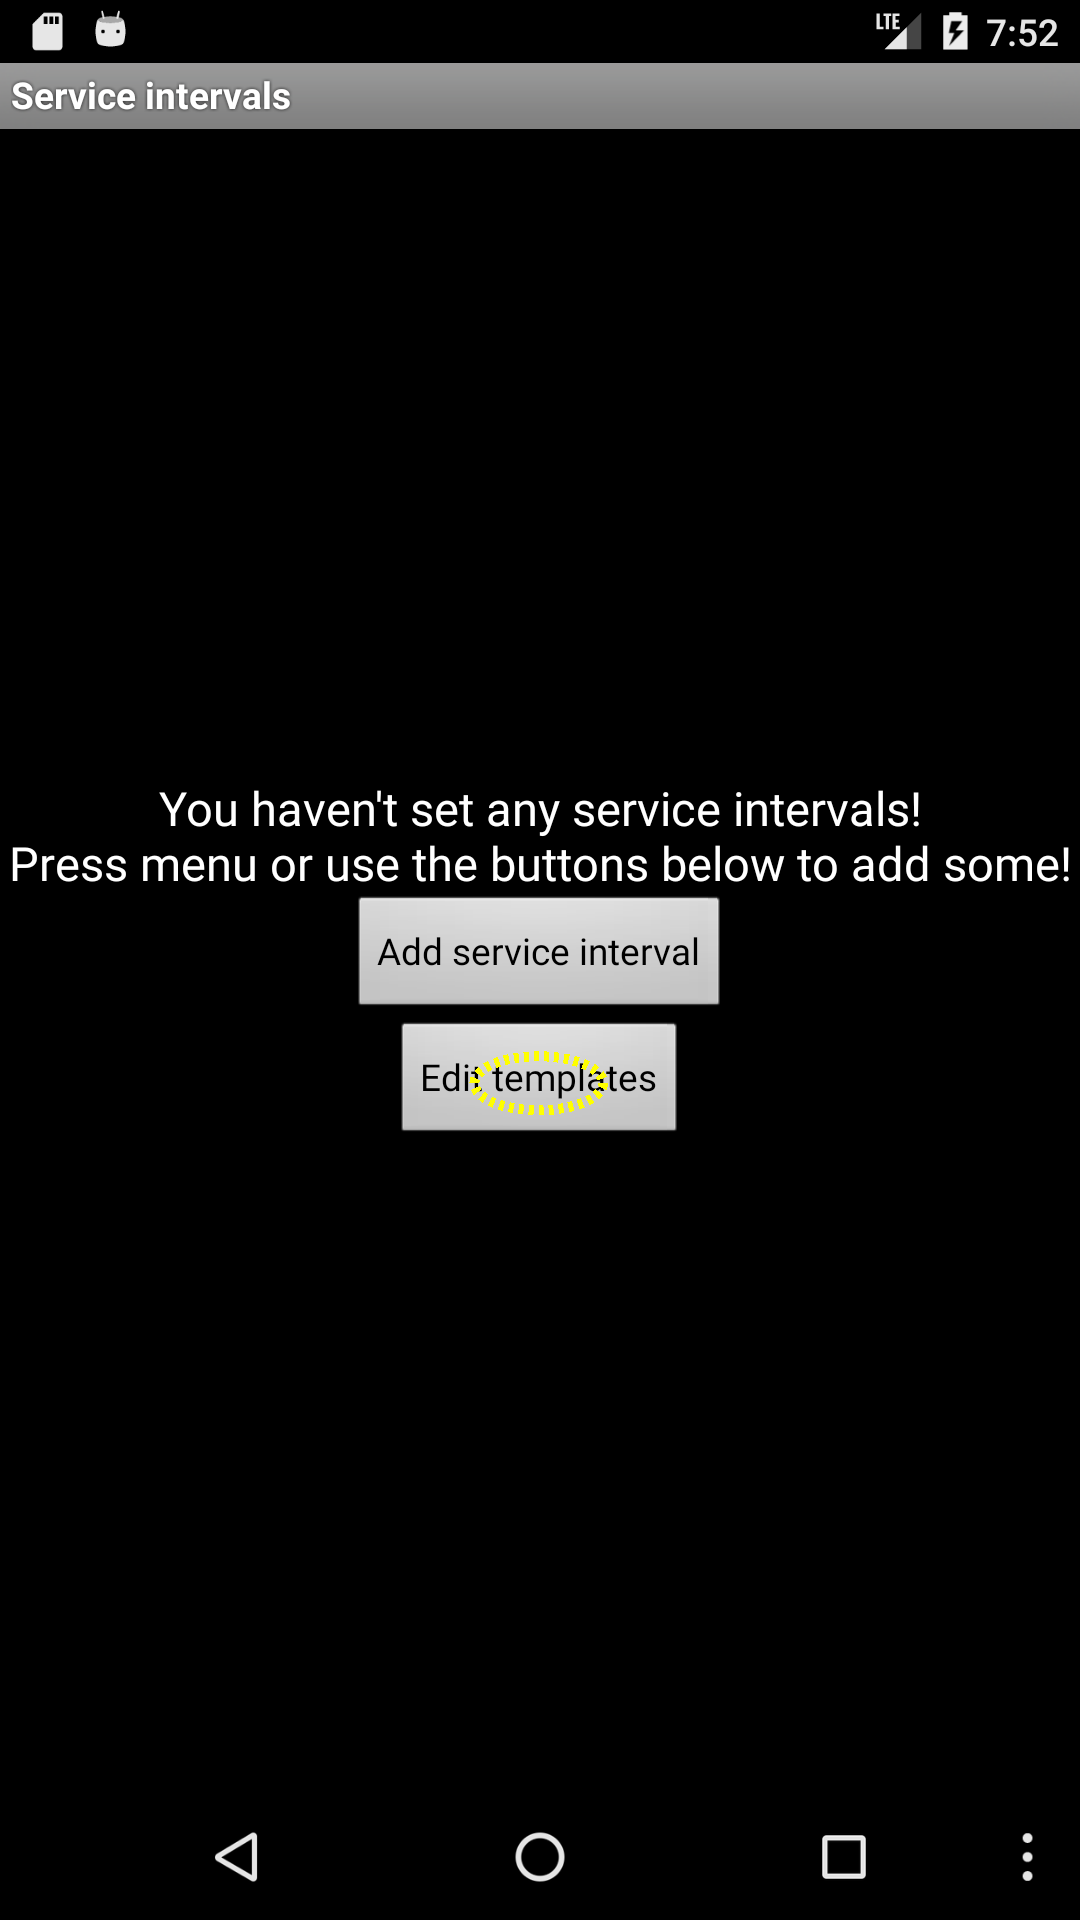 LTE 7:52
Service intervals
You haven't set any service intervals!
Press menu or use the buttons below to add some!
Add service interval
Edit templates